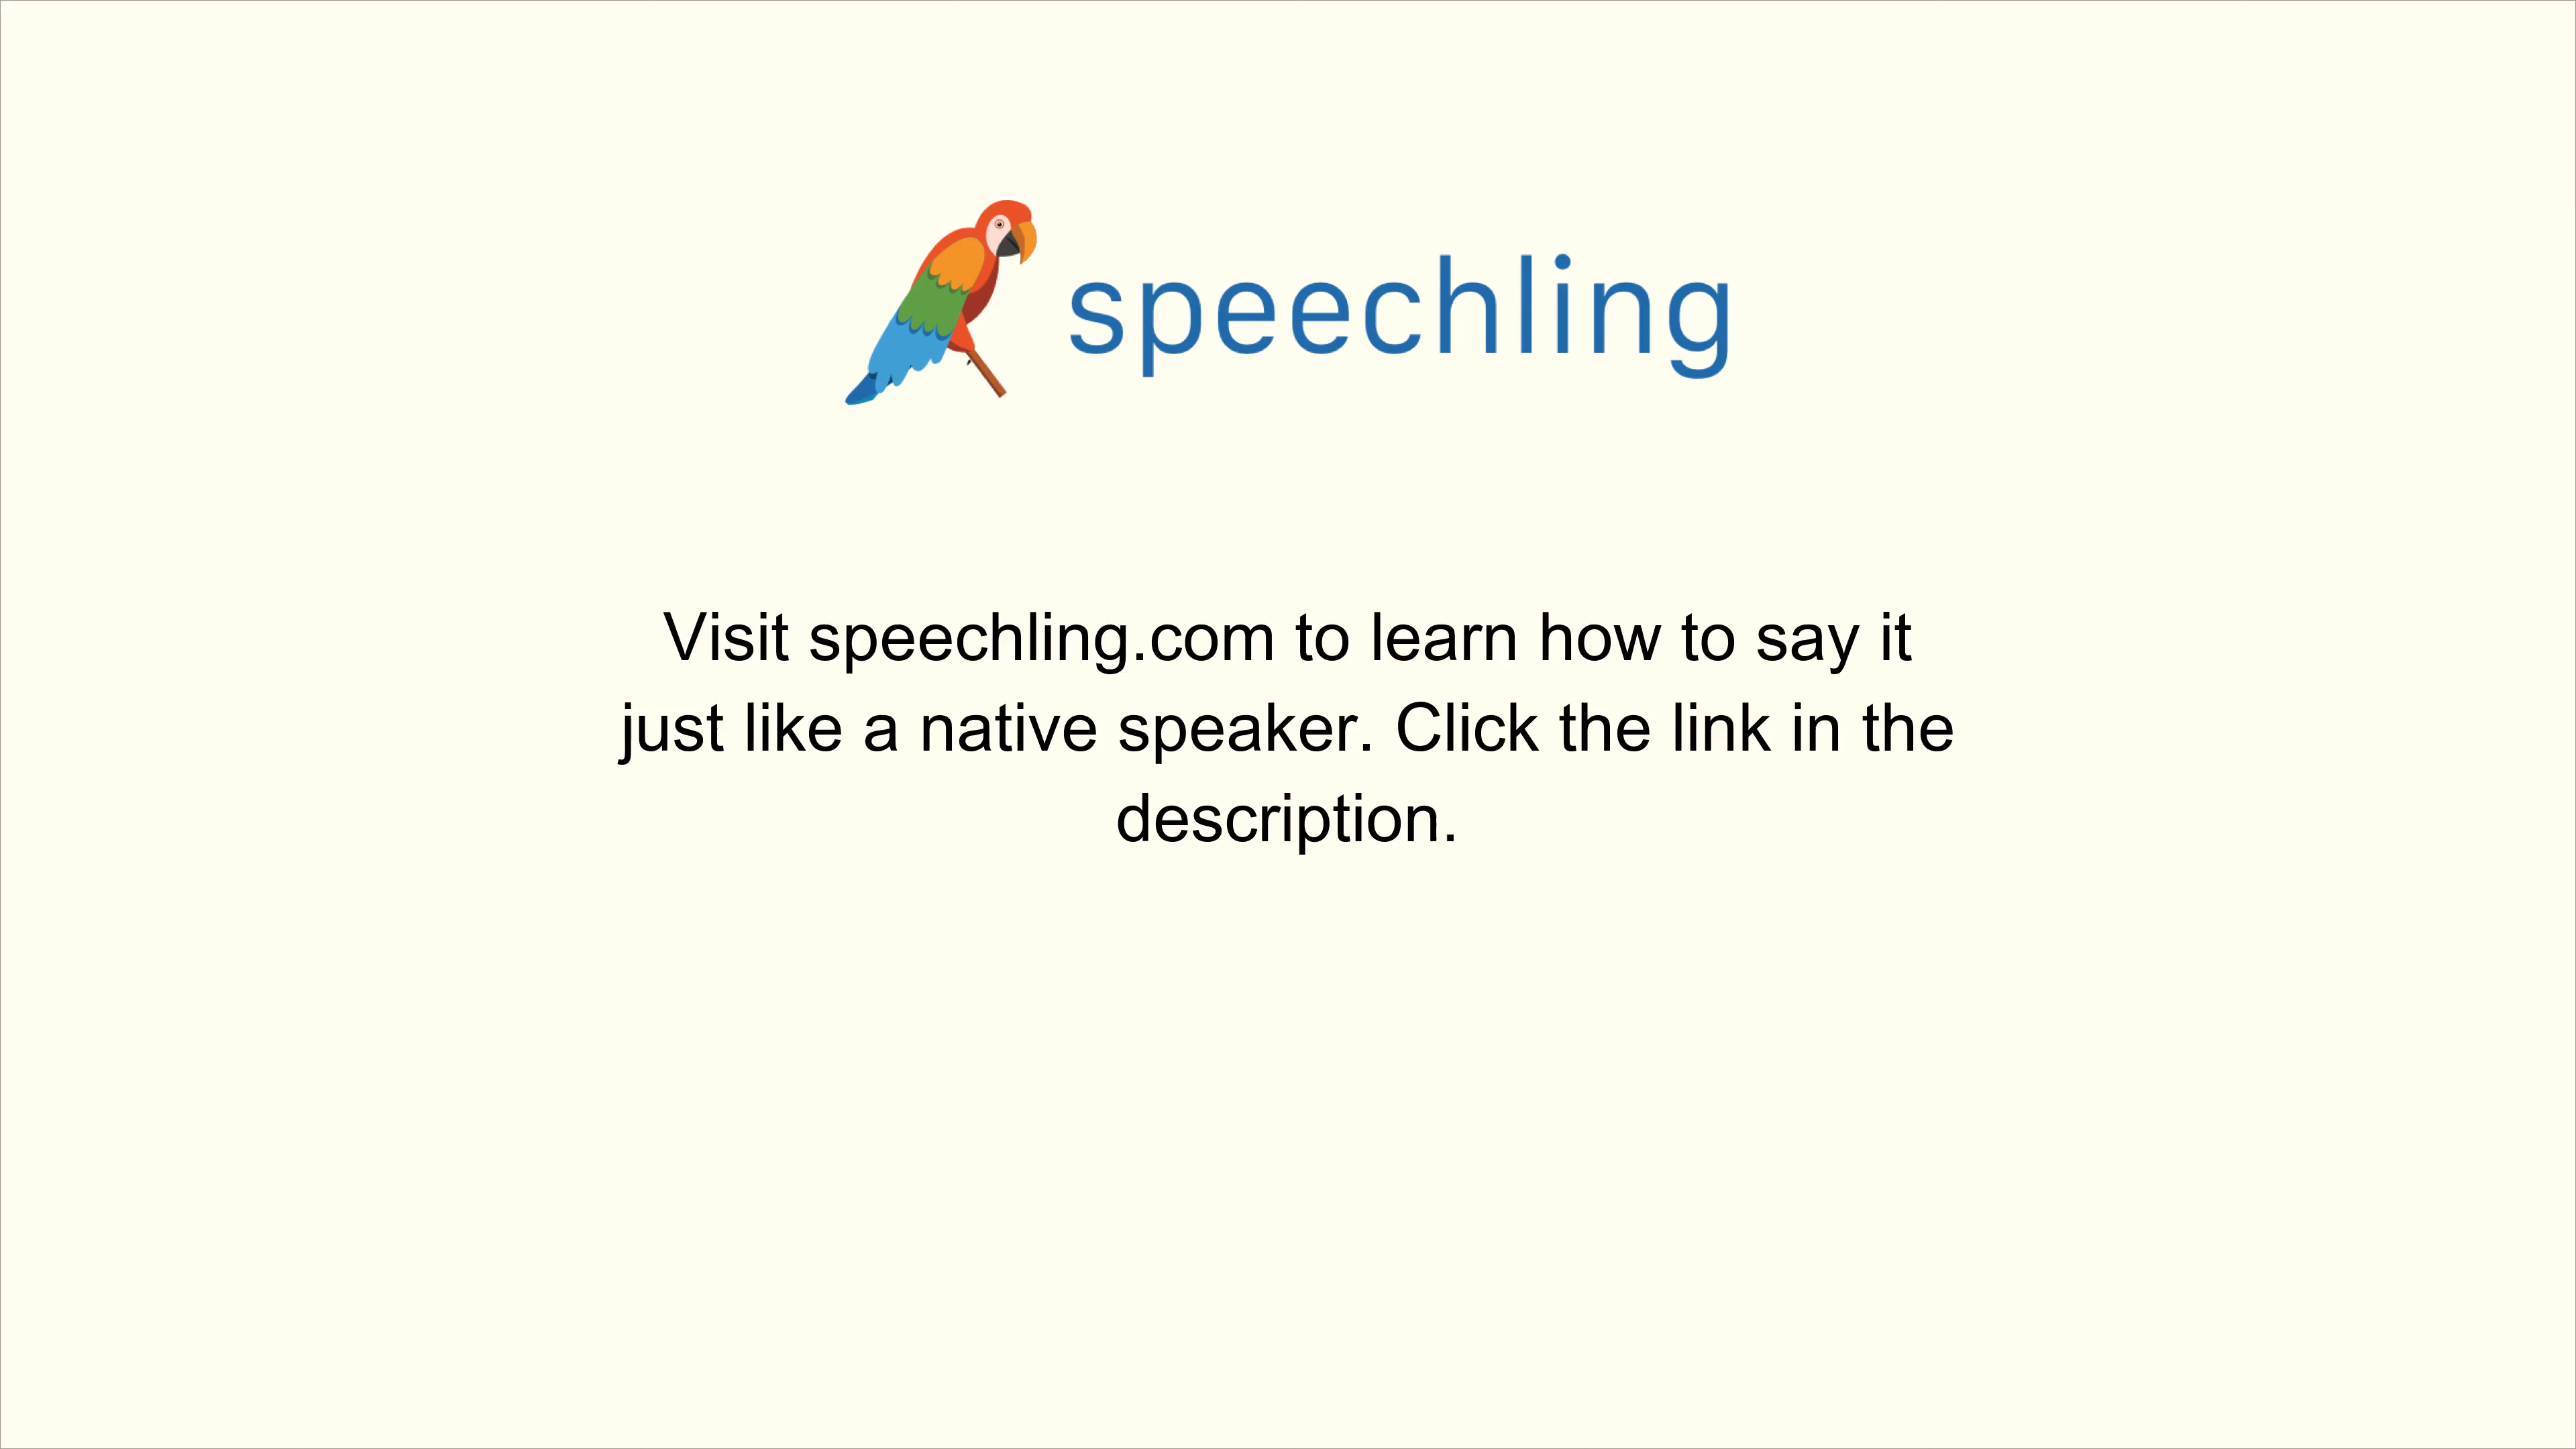 speechling
Visit speechling.com to learn how to say it
just like a native speaker. Click the link in the
description.